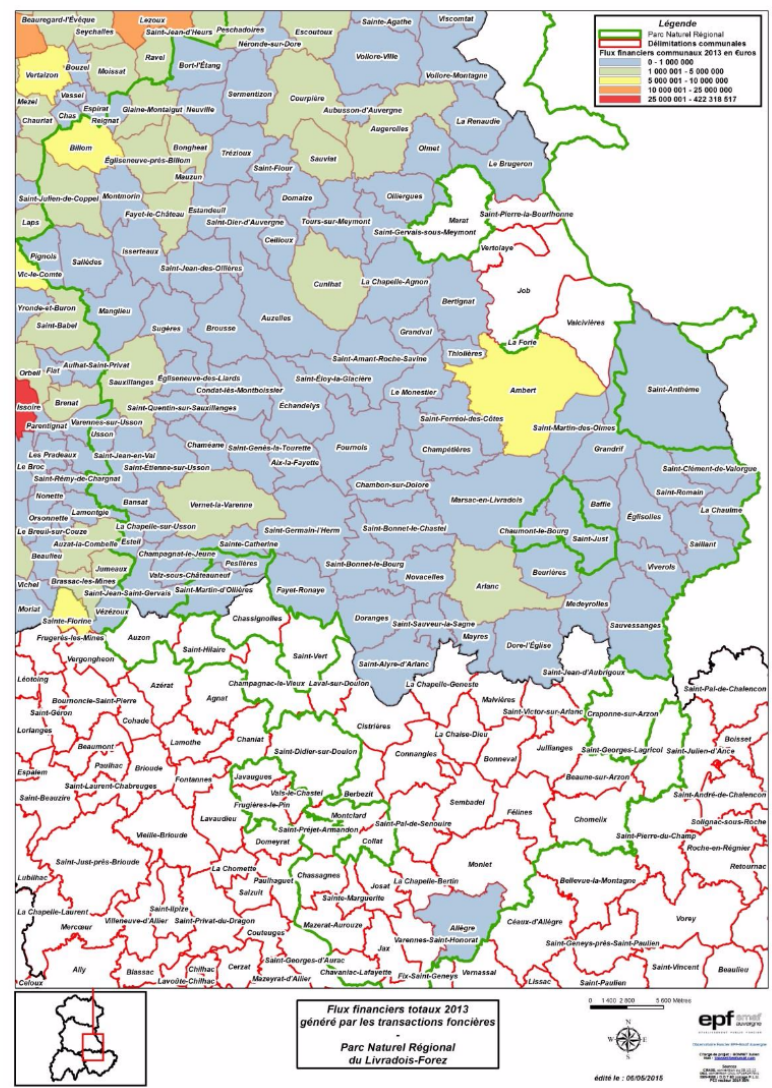 Légende
Parc Naturel Régional
Délimitations communales
Flux financiers communaux 2013 en Euros
0 - 1 000 000
1 000 001 - 5 000 000
5 000 001 - 10 000 000
10 000 001 - 25 000 000
25 000 001 - 422 318 517
Beauregard-l'Évêque
Lezoux
Peschadoires
Escoutoux
Sainte-Agathe
Viscomtat
Seychalles
Saint-Jean-d'Heurs
Néronde-sur-Dore
Ravel
Bort-l'Étang
Vollore-Ville
Bouzel
Vertaizon
Moissat
Vollore-Montagne
Vassel
Sermentizon
Courpière
Mezel
Espirat
Glaine-Montaigut
Neuville
Aubusson-d'Auvergne
Chas
Reignat
La Renaudie
Chauriat
Augerolles
Billom
Bongheat
Trézioux
Sauviat
Olmet
Égliseneuve-près-Billom
Saint-Flour
Le Brugeron
Mauzun
Saint-Julien-de-Coppel
Montmorin
Domaize
Olliergues
Estandeuil
Fayet-le-Château
Saint-Dier-d'Auvergne
Tours-sur-Meymont
Marat
Saint-Pierre-la-Bourlhonne
Laps
Saint-Gervais-sous-Meymont
Ceilloux
Vertolaye
Isserteaux
Pignols
Sallèdes
Saint-Jean-des-Ollières
Vic-le-Comte
Cunlhat
La Chapelle-Agnon
Job
Bertignat
Yronde-et-Buron
Manglieu
Auzelles
Valcivières
Saint-Babel
Sugères
Brousse
Grandval
La Forie
Thiolières
Saint-Amant-Roche-Savine
Aulhat-Saint-Privat
Orbeil
Flat
Sauxillanges
Égliseneuve-des-Liards
Saint-Éloy-la-Glacière
Condat-lès-Montboissier
Le Monestier
Ambert
Saint-Anthème
Issoire
Brenat
Saint-Quentin-sur-Sauxillanges
Échandelys
Saint-Ferréol-des-Côtes
Parentignat
Varennes-sur-Usson
Saint-Martin-des-Olmes
Usson
Chaméane
Saint-Genès-la-Tourette
Fournols
Champétières
Grandrif
Les Pradeaux
Saint-Jean-en-Val
Aix-la-Fayette
Le Broc
Saint-Étienne-sur-Usson
Saint-Clément-de-Valorgue
Saint-Rémy-de-Chargnat
Chambon-sur-Dolore
Nonette
Bansat
Vernet-la-Varenne
Marsac-en-Livradois
Baffie
Saint-Romain
Lamontgie
Orsonnette
Églisolles
La Chaulme
La Chapelle-sur-Usson
Saint-Germain-l'Herm
Saint-Bonnet-le-Chastel
Chaumont-le-Bourg
Le Breuil-sur-Couze
Saint-Just
Auzat-la-Combelle
Esteil
Saillant
Beaulieu
Champagnat-le-Jeune
Sainte-Catherine
Jumeaux
Peslières
Saint-Bonnet-le-Bourg
Viverols
Valz-sous-Châteauneuf
Beurières
Brassac-les-Mines
Novacelles
Vichel
Saint-Jean-Saint-Gervais
Saint-Martin-d'Ollières
Fayet-Ronaye
Arlanc
Medeyrolles
Moriat
Vézézoux
Chassignolles
Doranges
Saint-Sauveur-la-Sagne
Sauvessanges
Sainte-Florine
Mayres
Frugerès-les-Mines
Auzon
Dore-l'Église
Saint-Hilaire
Saint-Vert
Vergongheon
Saint-Alyre-d'Arlanc
Saint-Jean-d'Aubrigoux
Léotoing
Azérat
Champagnac-le-Vieux
Laval-sur-Doulon
La Chapelle-Geneste
Saint-Pal-de-Chalencon
Bournoncle-Saint-Pierre
Agnat
Malvières
Saint-Géron
Saint-Victor-sur-Arlanc
Craponne-sur-Arzon
Cohade
Lorlanges
Cistrières
La Chaise-Dieu
Boisset
Beaumont
Lamothe
Chaniat
Saint-Didier-sur-Doulon
Jullianges
Saint-Georges-Lagricol
Saint-Julien-d'Ance
Connangles
Bonneval
Paulhac
Brioude
Espalem
Fontannes
Javaugues
Beaune-sur-Arzon
Saint-Laurent-Chabreuges
Vals-le-Chastel
Berbezit
Saint-Beauzire
Saint-André-de-Chalencon
Frugières-le-Pin
Sembadel
Lavaudieu
Montclard
Félines
Chomelix
Saint-Pal-de-Senouire
Solignac-sous-Roche
Vieille-Brioude
Saint-Préjet-Armandon
Saint-Pierre-du-Champ
Domeyrat
Collat
Roche-en-Régnier
Saint-Just-près-Brioude
Monlet
La Chomette
Retournac
Lubilhac
Paulhaguet
Chassagnes
Josat
La Chapelle-Bertin
Bellevue-la-Montagne
Salzuit
Sainte-Marguerite
La Chapelle-Laurent
Saint-Ilpize
Vorey
Villeneuve-d'Allier
Saint-Privat-du-Dragon
Mazerat-Aurouze
Allègre
Céaux-d'Allègre
Mercœur
Couteuges
Varennes-Saint-Honorat
Jax
Saint-Geneys-près-Saint-Paulien
Saint-Georges-d'Aurac
Ally
Blassac
Chilhac
Cerzat
Chavaniac-Lafayette
Vernassal
Saint-Vincent
Beaulieu
Celoux
Lavoûte-Chilhac
Mazeyrat-d'Allier
Fix-Saint-Geneys
Lissac
Saint-Paulien
Flux financiers totaux 2013
généré par les transactions foncières
-
Parc Naturel Régional
du Livradois-Forez
0 1 400 2 800 5 600 Mètres
N
W E
S
édité le : 05/05/2015
epf smaf
auvergne